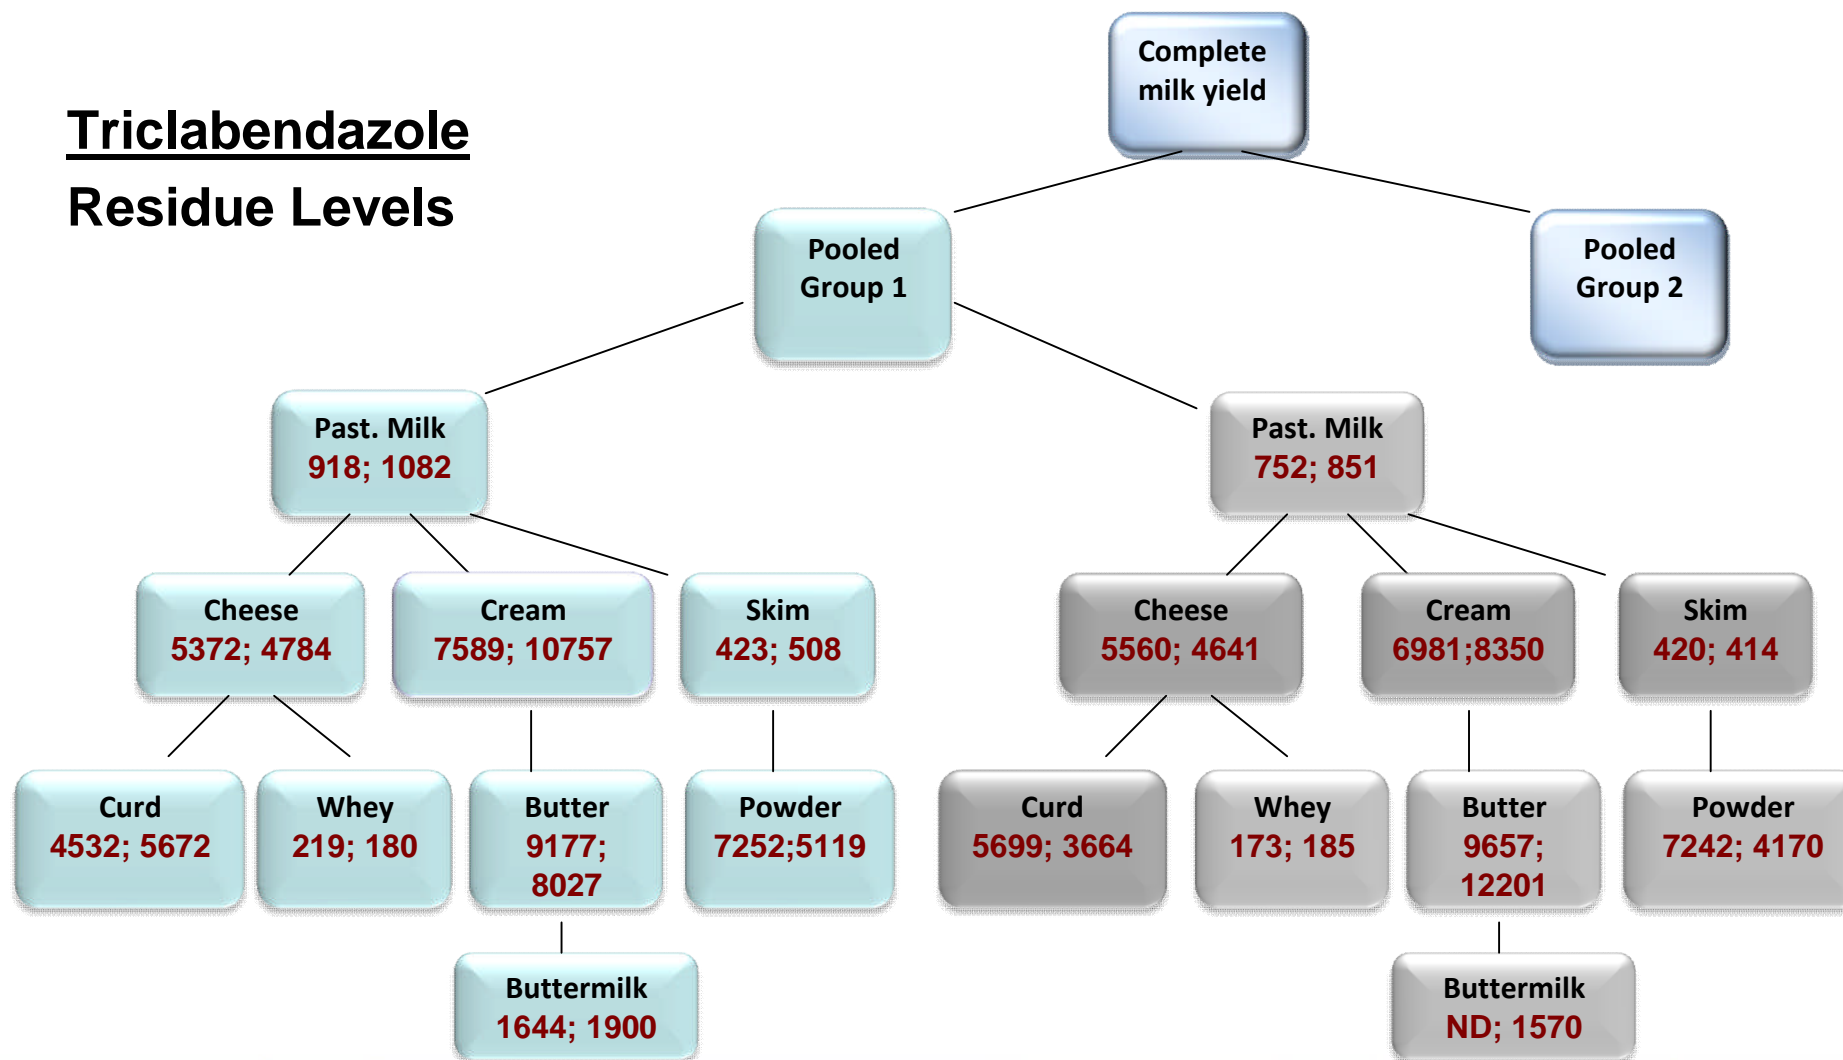 Triclabendazole
Residue Levels
Complete
milk yield
Pooled
Group 1
Pooled
Group 2
Past. Milk
918; 1082
Past. Milk
752; 851
Cheese
5372; 4784
Cream
7589; 10757
Skim
423; 508
Cheese
5560; 4641
Cream
6981;8350
Skim
420; 414
Curd
4532; 5672
Whey
219; 180
Butter
9177;
8027
Powder
7252;5119
Curd
5699; 3664
Whey
173; 185
Butter
9657;
12201
Powder
7242; 4170
Buttermilk
1644; 1900
Buttermilk
ND; 1570